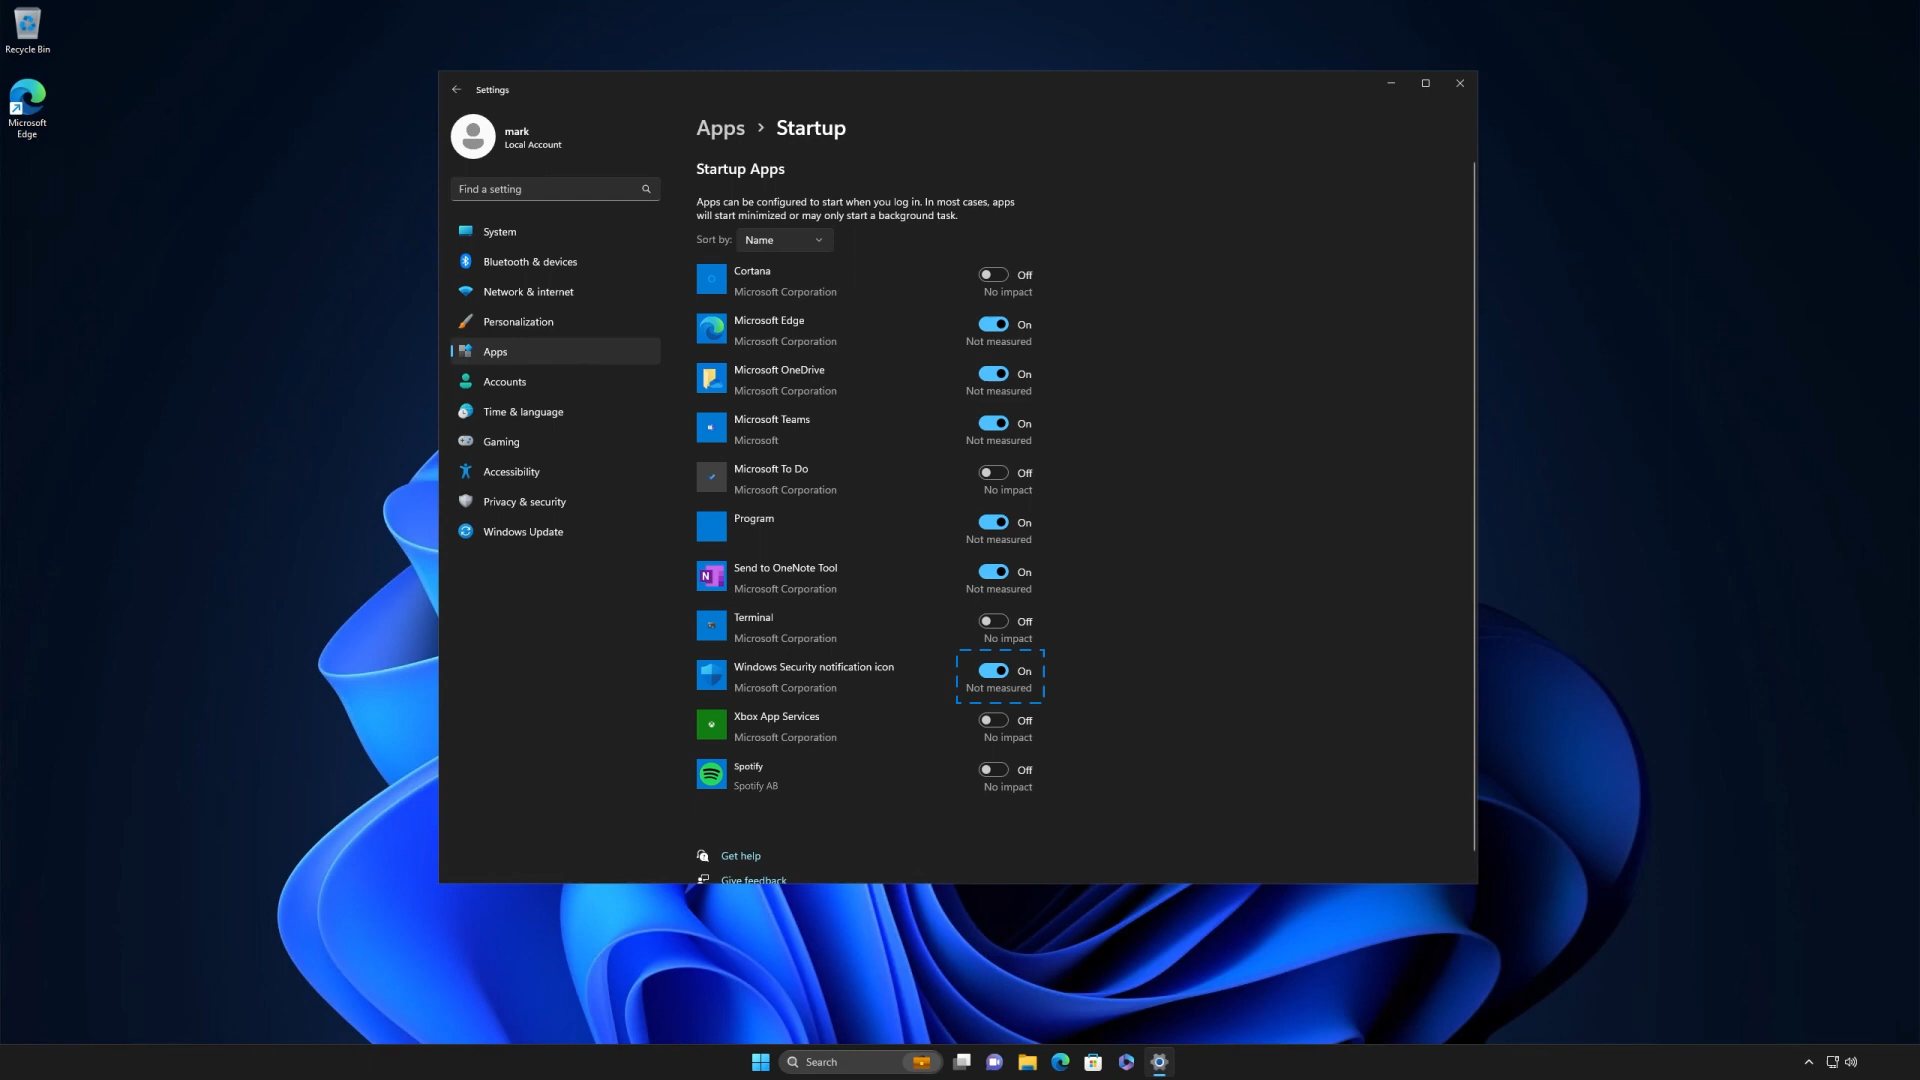 Recycle Bin
Microsoft
Edge
Settings
mark
Local Account
Find a setting
System
Bluetooth & devices
Network & internet
Personalization
Apps
Accounts
Time & language
Gaming
Accessibility
Privacy & security
Windows Update
Apps › Startup
Startup Apps
Apps can be configured to start when you log in. In most cases, apps
will start minimized or may only start a background task.
Sort by: Name
Cortana
Off
Microsoft Corporation
No impact
Microsoft Edge
On
Microsoft Corporation
Not measured
Microsoft OneDrive
On
Microsoft Corporation
Not measured
Microsoft Teams
On
Microsoft
Not measured
Microsoft To Do
Off
Microsoft Corporation
No impact
Program
On
Not measured
Send to OneNote Tool
On
Microsoft Corporation
Not measured
Terminal
Off
Microsoft Corporation
No impact
Windows Security notification icon
On
Microsoft Corporation
Not measured
Xbox App Services
Off
Microsoft Corporation
No impact
Spotify
Off
Spotify AB
No impact
Get help
Give feedback
Search